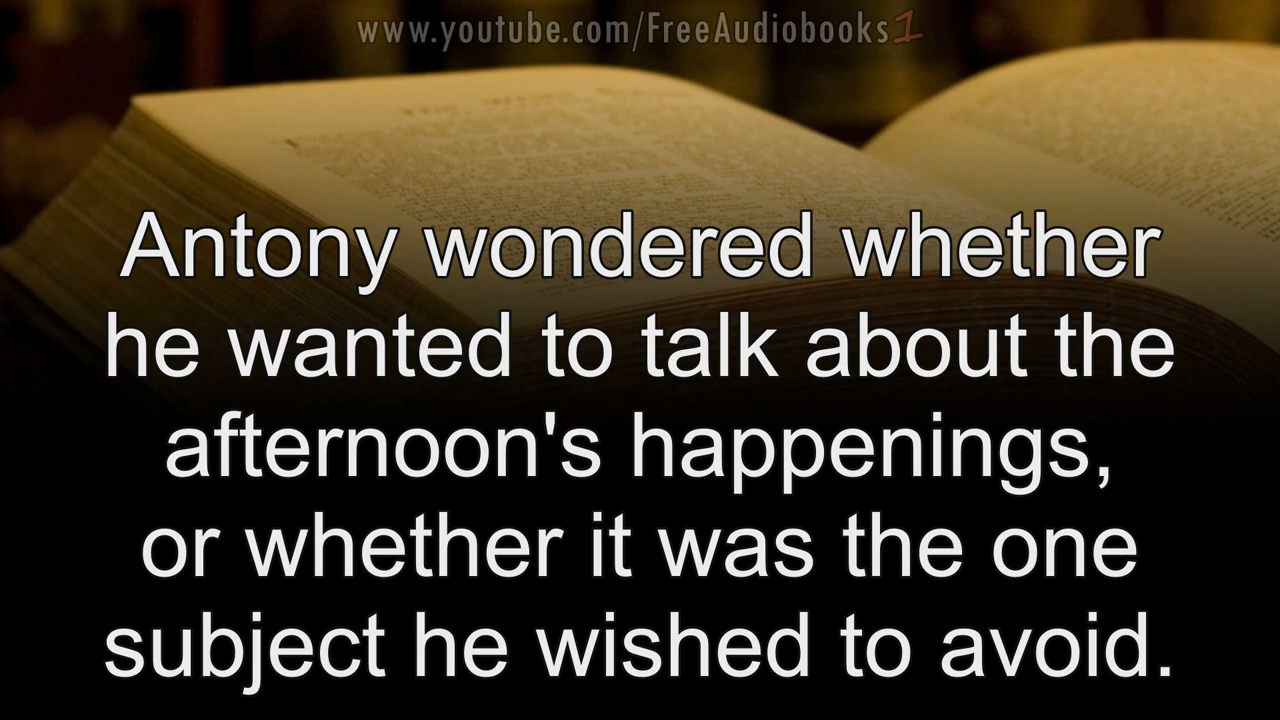 www.youtube.com/FreeAudiobooks1
Antony wondered whether
he wanted to talk about the
afternoon's happenings,
or whether it was the one
subject he wished to avoid.